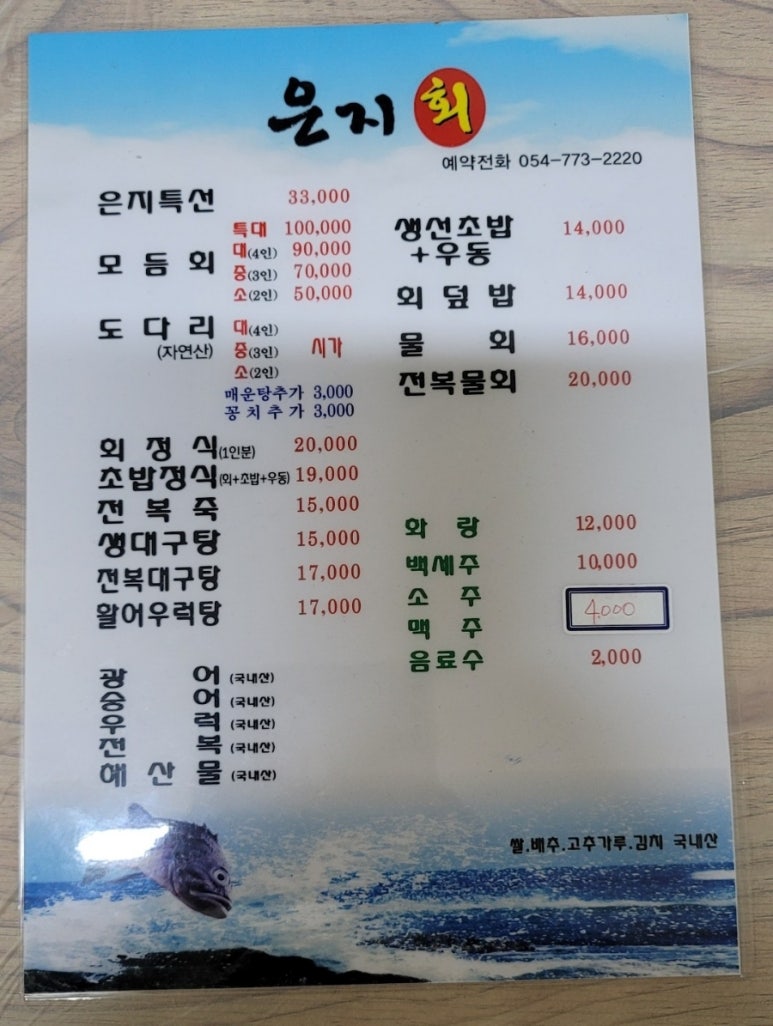 은지회
예약전화 054-773-2220
은지특선 33,000
특대 100,000
모듬회 대(4인) 90,000
중(3인) 70,000
소(2인) 50,000
도다리 대(4인)
(자연산) 중(3인) 시가
소(2인)
매운탕추가 3,000
꽁치추가 3,000
회정식(1인분) 20,000
초밥정식(회+초밥+우동) 19,000
전복죽 15,000
생대구탕 15,000
전복대구탕 17,000
활어우럭탕 17,000
광어 (국내산)
숭어 (국내산)
우럭 (국내산)
전복 (국내산)
해산물 (국내산)
생선초밥 14,000
+우동
회덮밥 14,000
물회 16,000
전복물회 20,000
화랑 12,000
백세주 10,000
소주 4,000
맥주
음료수 2,000
쌀.배추.고추가루.김치 국내산